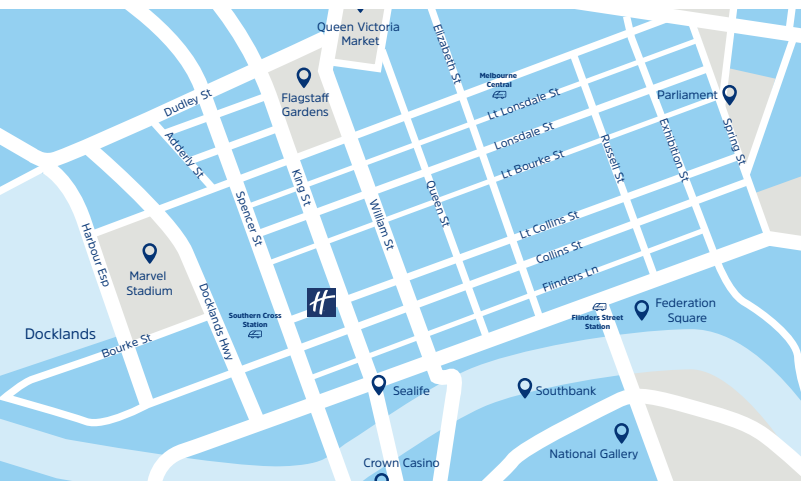 Queen Victoria
Market
Elizabeth St
Melbourne
Central
Flagstaff
Gardens
Dudley St
Lt Lonsdale St
Parliament
Adderly St
Lonsdale St
Lt Bourke St
Russell St
Exhibition St
Spring St
King St
Spencer St
William St
Queen St
Harbour Esp
Lt Collins St
Collins St
Flinders Ln
Marvel
Stadium
Docklands Hwy
H
Southern Cross
Station
Flinders Street
Station
Federation
Square
Docklands
Bourke St
Sealife
Southbank
National Gallery
Crown Casino